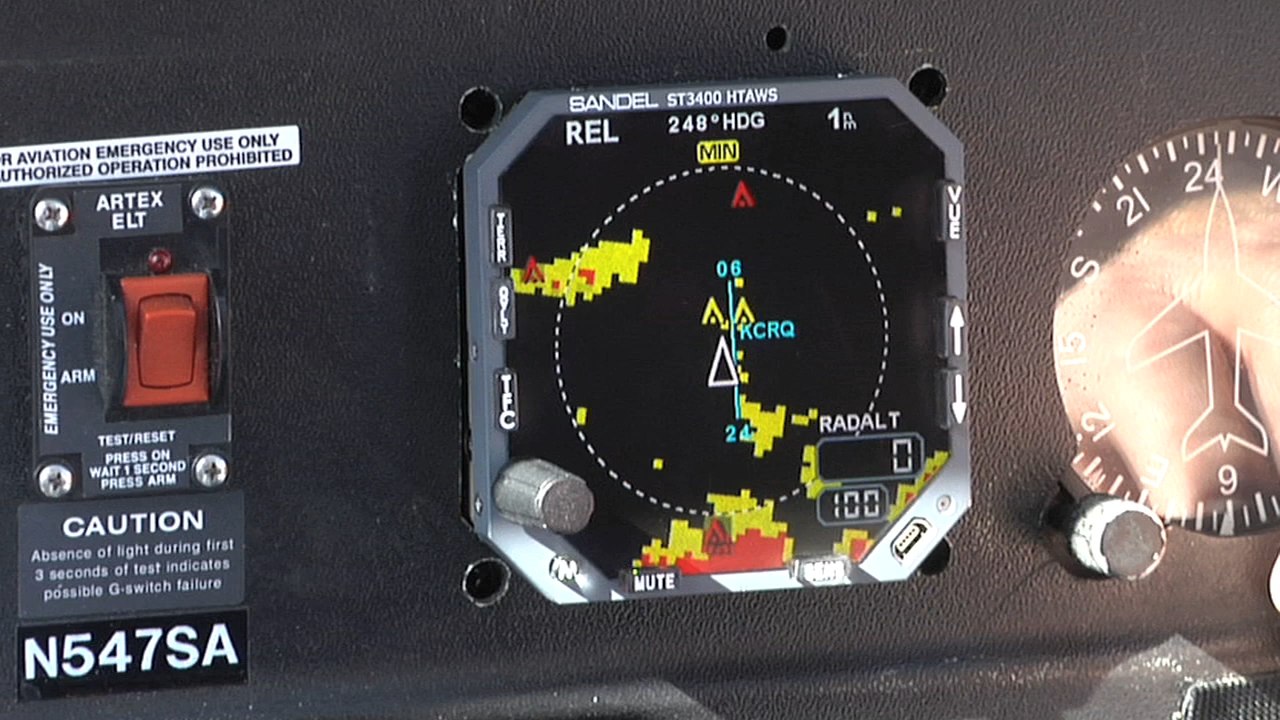 R AVIATION EMERGENCY USE ONLY
UTHORIZED OPERATION PROHIBITED
ARTEX
ELT
EMERGENCY USE ONLY
ON
ARM
TEST/RESET
PRESS ON
WAIT 1 SECOND
PRESS ARM
CAUTION
Absence of light during first
3 seconds of test indicates
possible G-switch failure
N547SA
SANDEL ST3400 HTAWS
REL 248°HDG 1nm
MIN
TERR
OVLY
TFC
VUE
06
KCRQ
24
RADALT
0
100
MUTE
24
21
S
15
12
E
9